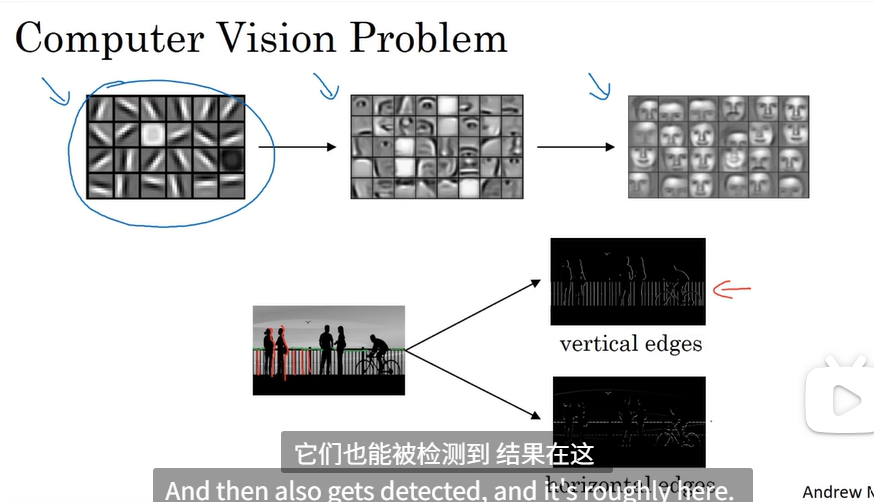 Computer Vision Problem
vertical edges
它们也能被检测到 结果在这
horizontal edges
And then also gets detected, and it's roughly here.
Andrew N